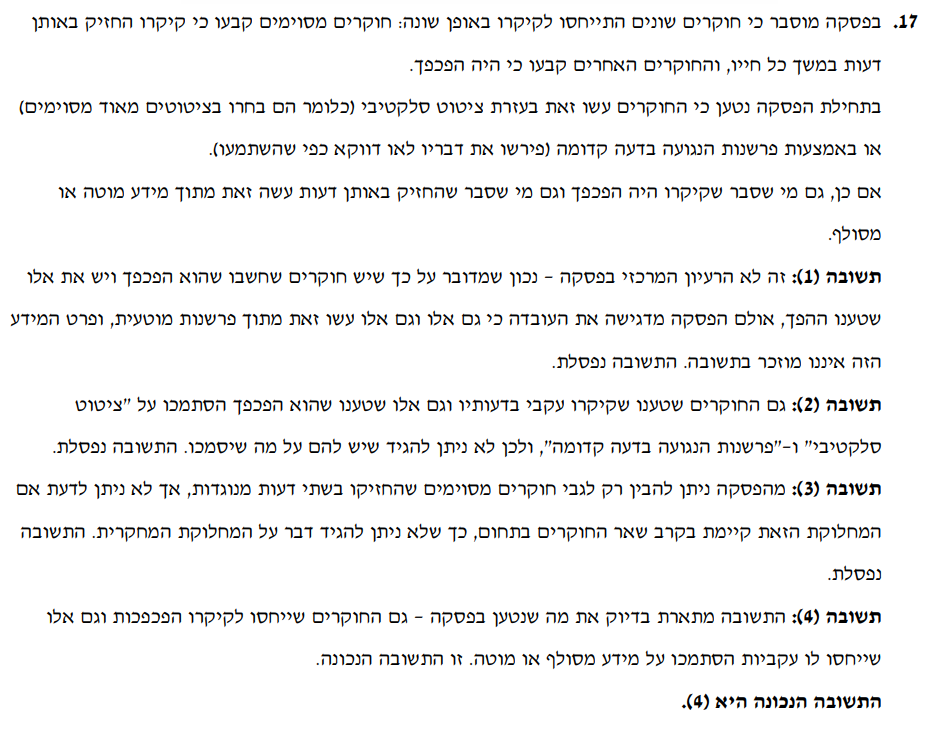 17. בפסקה מוסבר כי חוקרים שונים התייחסו לקיקרו באופן שונה: חוקרים מסוימים קבעו כי קיקרו החזיק באותן
דעות במשך כל חייו, והחוקרים האחרים קבעו כי היה הפכפך.
בתחילת הפסקה נטען כי החוקרים עשו זאת בעזרת ציטוט סלקטיבי (כלומר הם בחרו בציטוטים מאוד מסוימים)
או באמצעות פרשנות הנגועה בדעה קדומה (פירשו את דבריו לאו דווקא כפי שהשתמעו).
אם כן, גם מי שסבר שקיקרו היה הפכפך וגם מי שסבר שהחזיק באותן דעות עשה זאת מתוך מידע מוטה או
מסולף.
תשובה (1): זה לא הרעיון המרכזי בפסקה – נכון שמדובר על כך שיש חוקרים שחשבו שהוא הפכפך ויש את אלו
שטענו ההפך, אולם הפסקה מדגישה את העובדה כי גם אלו וגם אלו עשו זאת מתוך פרשנות מוטעית, ופרט המידע
הזה איננו מוזכר בתשובה. התשובה נפסלת.
תשובה (2): גם החוקרים שטענו שקיקרו עקבי בדעותיו וגם אלו שטענו שהוא הפכפך הסתמכו על "ציטוט
סלקטיבי" ו-"פרשנות הנגועה בדעה קדומה", ולכן לא ניתן להגיד שיש להם על מה שיסמכו. התשובה נפסלת.
תשובה (3): מהפסקה ניתן להבין רק לגבי חוקרים מסוימים שהחזיקו בשתי דעות מנוגדות, אך לא ניתן לדעת אם
המחלוקת הזאת קיימת בקרב שאר החוקרים בתחום, כך שלא ניתן להגיד דבר על המחלוקת המחקרית. התשובה
נפסלת.
תשובה (4): התשובה מתארת בדיוק את מה שנטען בפסקה – גם החוקרים שייחסו לקיקרו הפכפכות וגם אלו
שייחסו לו עקביות הסתמכו על מידע מסולף או מוטה. זו התשובה הנכונה.
התשובה הנכונה היא (4).